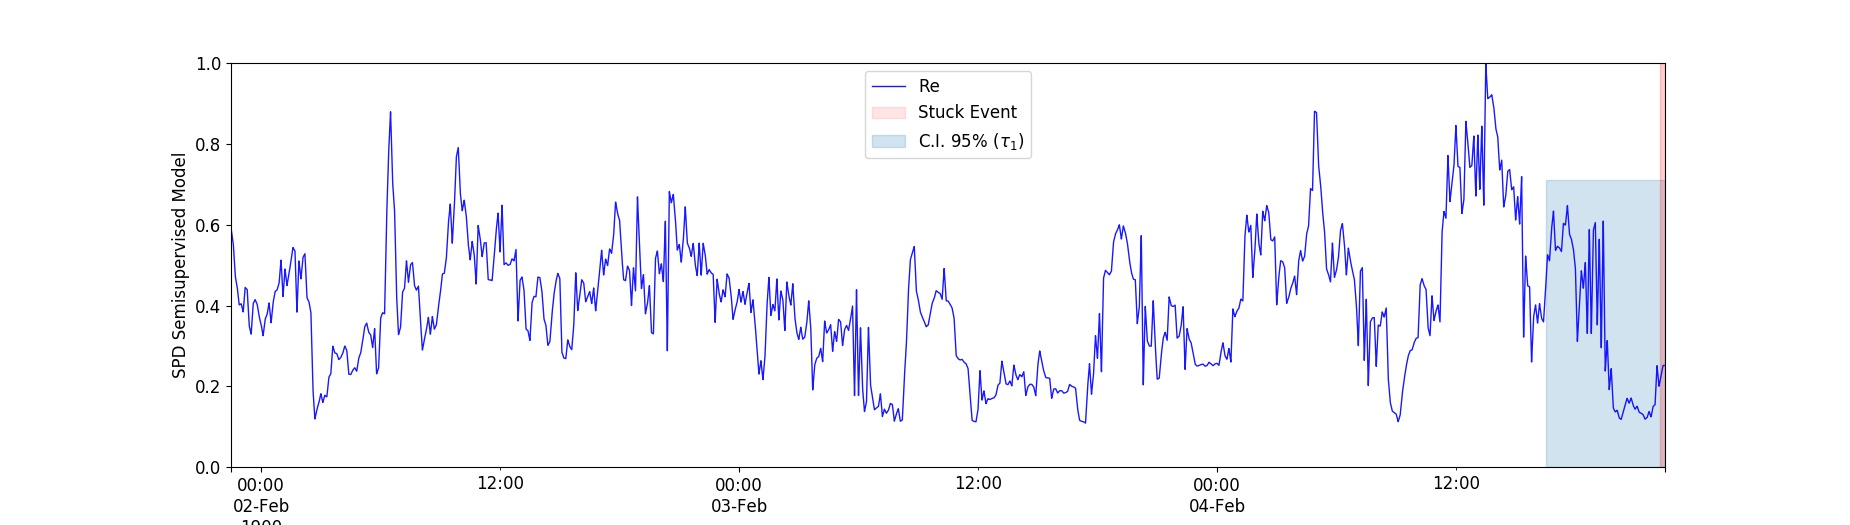 1.0
0.8
0.6
0.4
0.2
0.0
SPD Semisupervised Model
Re
Stuck Event
C.I. 95% (τ₁)
00:00 12:00 00:00 12:00 00:00 12:00
02-Feb 03-Feb 04-Feb
1900